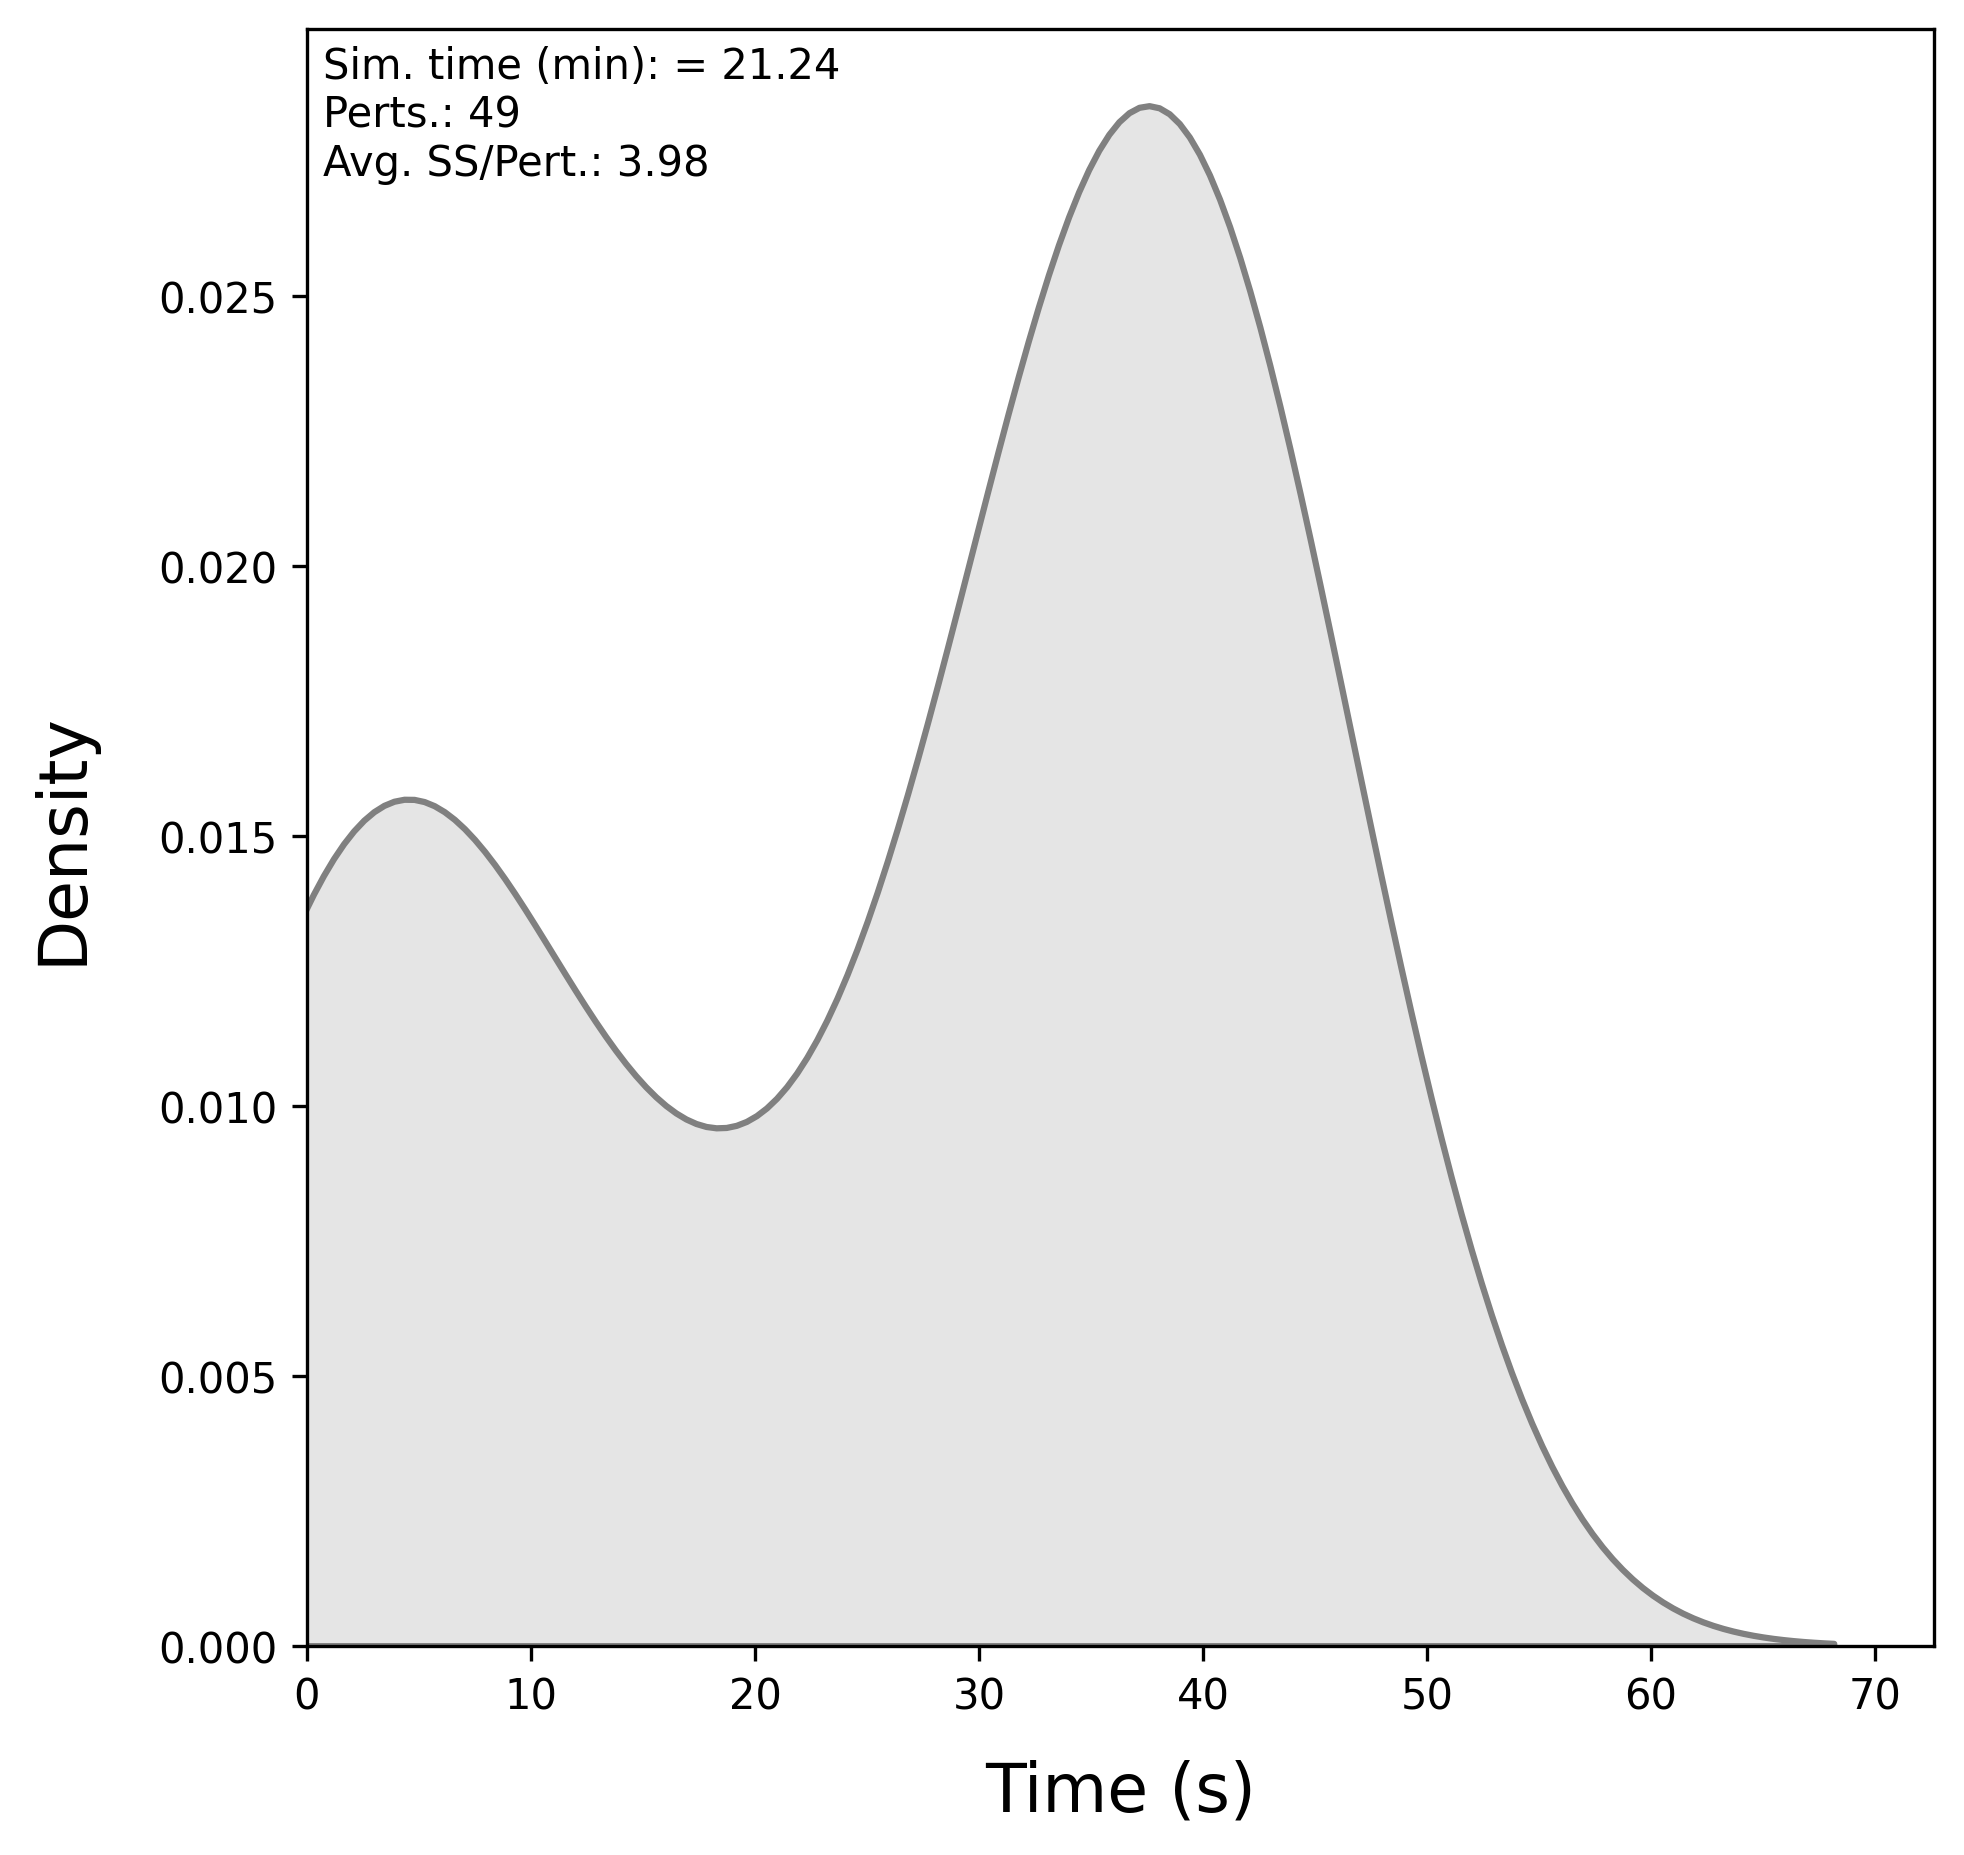 Sim. time (min): = 21.24
Perts.: 49
Avg. SS/Pert.: 3.98
0.025
0.020
0.015
0.010
0.005
0.000
Density
0 10 20 30 40 50 60 70
Time (s)